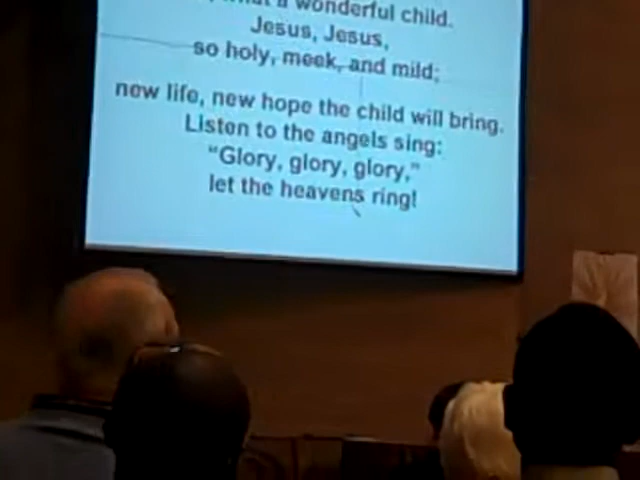 what a wonderful child.
Jesus, Jesus,
so holy, meek, and mild;
new life, new hope the child will bring.
Listen to the angels sing:
"Glory, glory, glory,"
let the heavens ring!